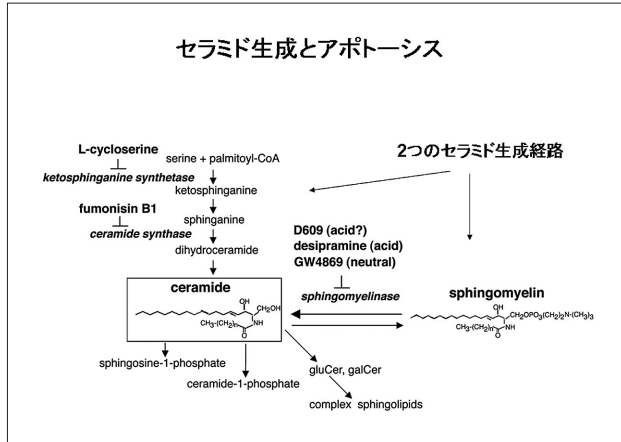 セラミド生成とアポトーシス
L-cycloserine
ketosphinganine synthetase
fumonisin B1
ceramide synthase
serine + palmitoyl-CoA
ketosphinganine
sphinganine
dihydroceramide
2つのセラミド生成経路
D609 (acid?)
desipramine (acid)
GW4869 (neutral)
sphingomyelinase
ceramide
OH
OH
CH₃-(CH₂)n
NH
O
sphingomyelin
OH
OPO₃(CH₂)₂N-(CH₃)₃
CH₃-(CH₂)n
NH
O
sphingosine-1-phosphate
ceramide-1-phosphate
gluCer, galCer
complex sphingolipids